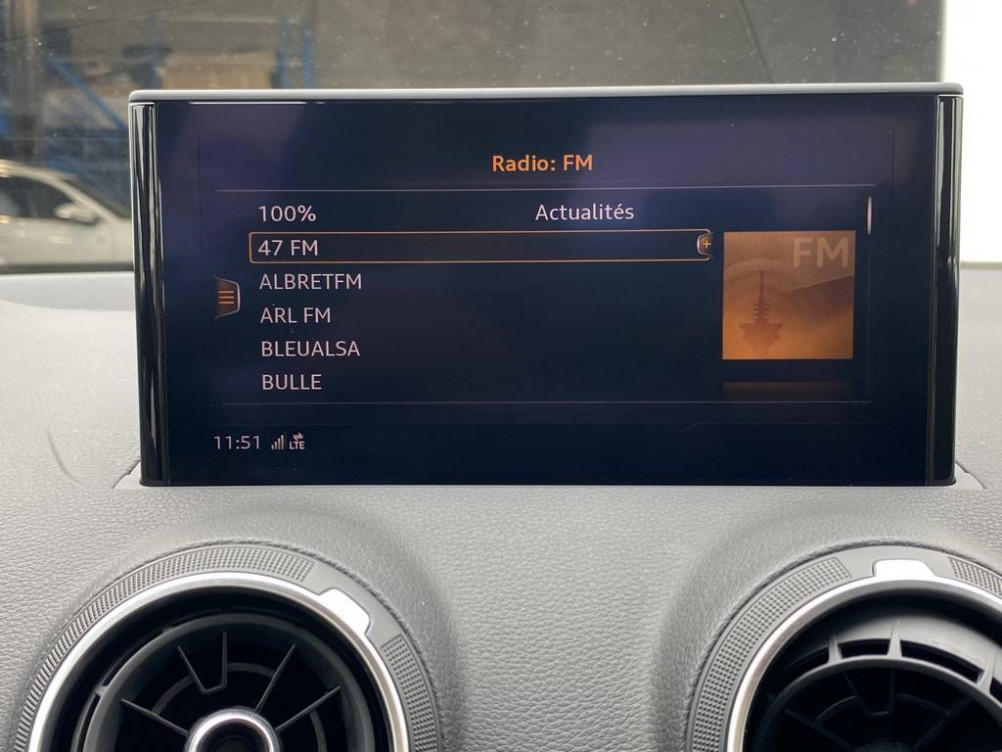 Radio: FM
100% Actualités
47 FM
FM
ALBRETFM
ARL FM
BLEUALSA
BULLE
11:51 LTE